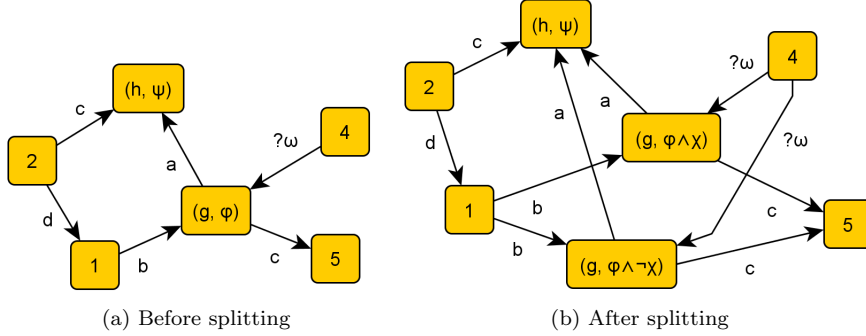 (h, ψ)
c
2
4
?ω
a
d
(g, φ)
1
b
c
5
(a) Before splitting
(h, ψ)
c
2
4
?ω
a
a
d
(g, φ∧χ)
?ω
1
b
b
c
5
(g, φ∧¬χ)
c
(b) After splitting